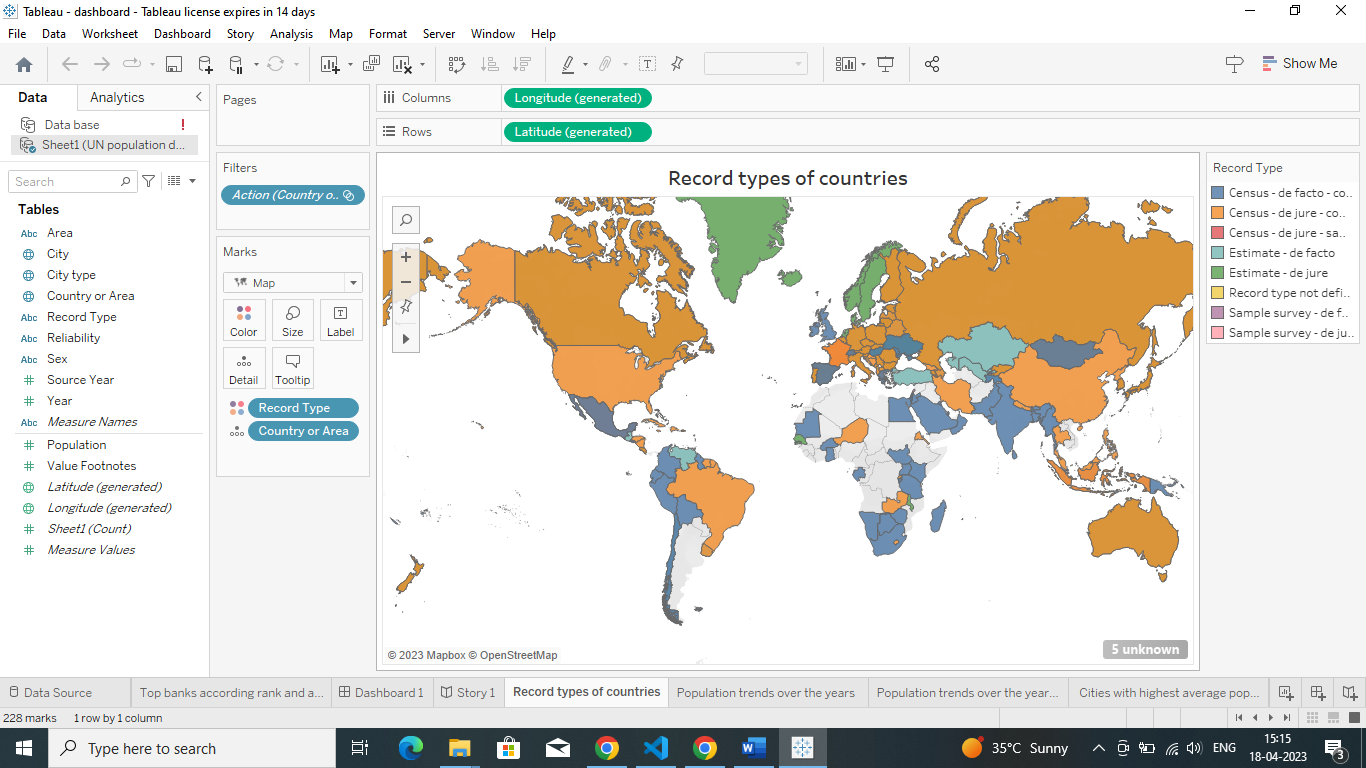 Tableau - dashboard - Tableau license expires in 14 days
File Data Worksheet Dashboard Story Analysis Map Format Server Window Help
Show Me
Data Analytics
Data base
Sheet1 (UN population d...
Search
Tables
Abc Area
City
City type
Country or Area
Abc Record Type
Abc Reliability
Abc Sex
Source Year
Year
Abc Measure Names
Population
Value Footnotes
Latitude (generated)
Longitude (generated)
Sheet1 (Count)
Measure Values
Pages
Filters
Action (Country o..
Marks
Map
Color Size Label
Detail Tooltip
Record Type
Country or Area
Columns Longitude (generated)
Rows Latitude (generated)
Record types of countries
© 2023 Mapbox © OpenStreetMap
5 unknown
Record Type
Census - de facto - co..
Census - de jure - co...
Census - de jure - sa...
Estimate - de facto
Estimate - de jure
Record type not defi..
Sample survey - de f..
Sample survey - de ju..
Data Source Top banks according rank and a... Dashboard 1 Story 1 Record types of countries Population trends over the years Population trends over the year... Cities with highest average pop...
228 marks 1 row by 1 column
Type here to search
35°C Sunny
ENG
15:15
18-04-2023
3